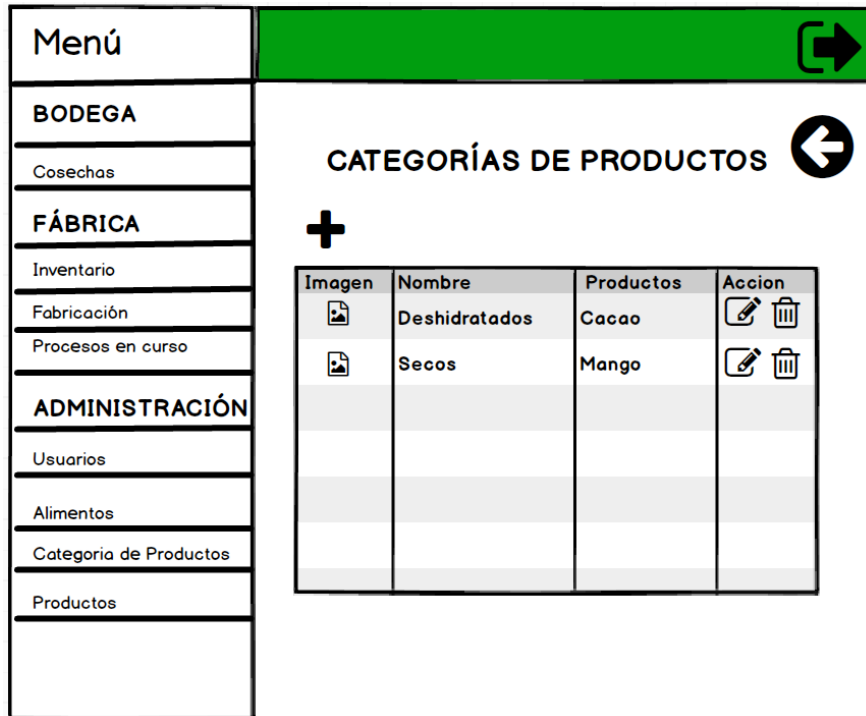 Menú
BODEGA
Cosechas
FÁBRICA
Inventario
Fabricación
Procesos en curso
ADMINISTRACIÓN
Usuarios
Alimentos
Categoria de Productos
Productos
CATEGORÍAS DE PRODUCTOS
Imagen Nombre Productos Accion
Deshidratados Cacao
Secos Mango